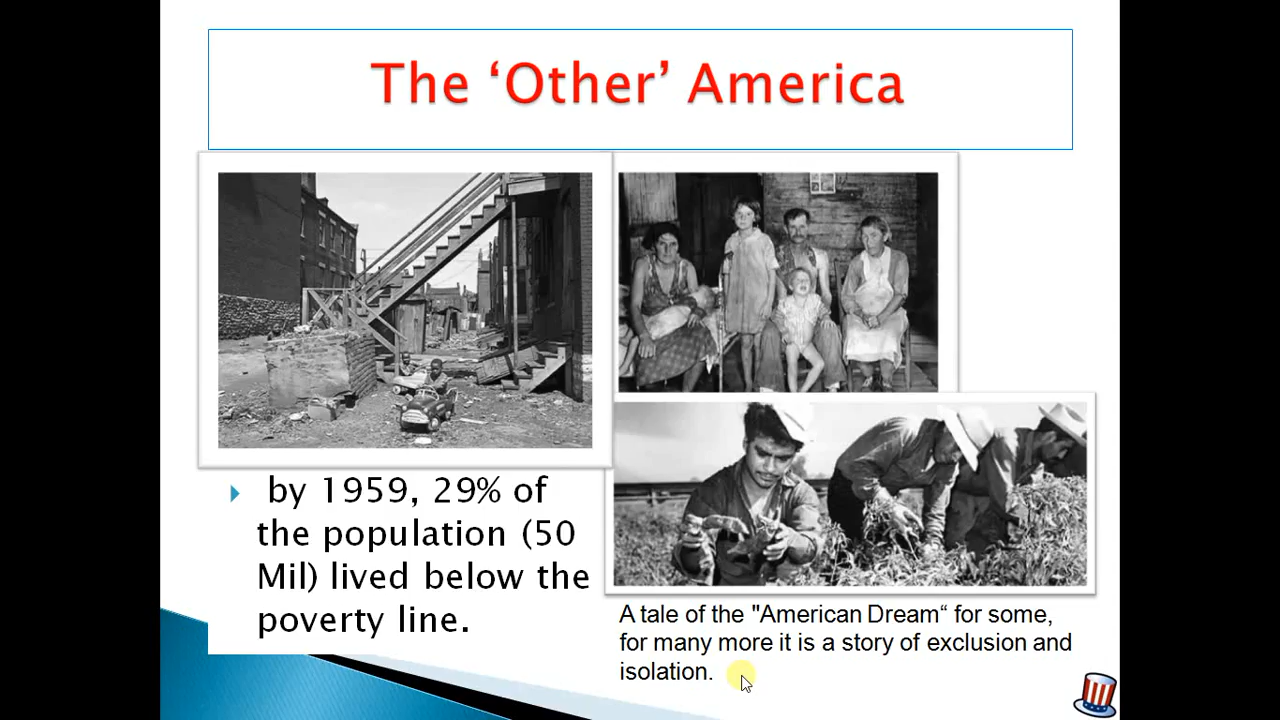 The ‘Other’ America
by 1959, 29% of
the population (50
Mil) lived below the
poverty line.
A tale of the "American Dream“ for some,
for many more it is a story of exclusion and
isolation.